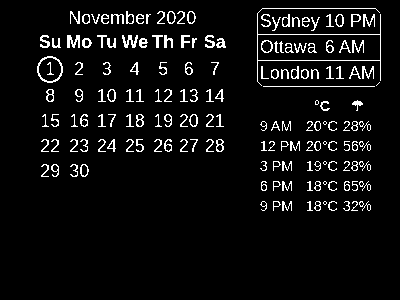 November 2020
Su Mo Tu We Th Fr Sa
1 2 3 4 5 6 7
8 9 10 11 12 13 14
15 16 17 18 19 20 21
22 23 24 25 26 27 28
29 30
Sydney 10 PM
Ottawa 6 AM
London 11 AM
°C
9 AM 20°C 28%
12 PM 20°C 56%
3 PM 19°C 28%
6 PM 18°C 65%
9 PM 18°C 32%